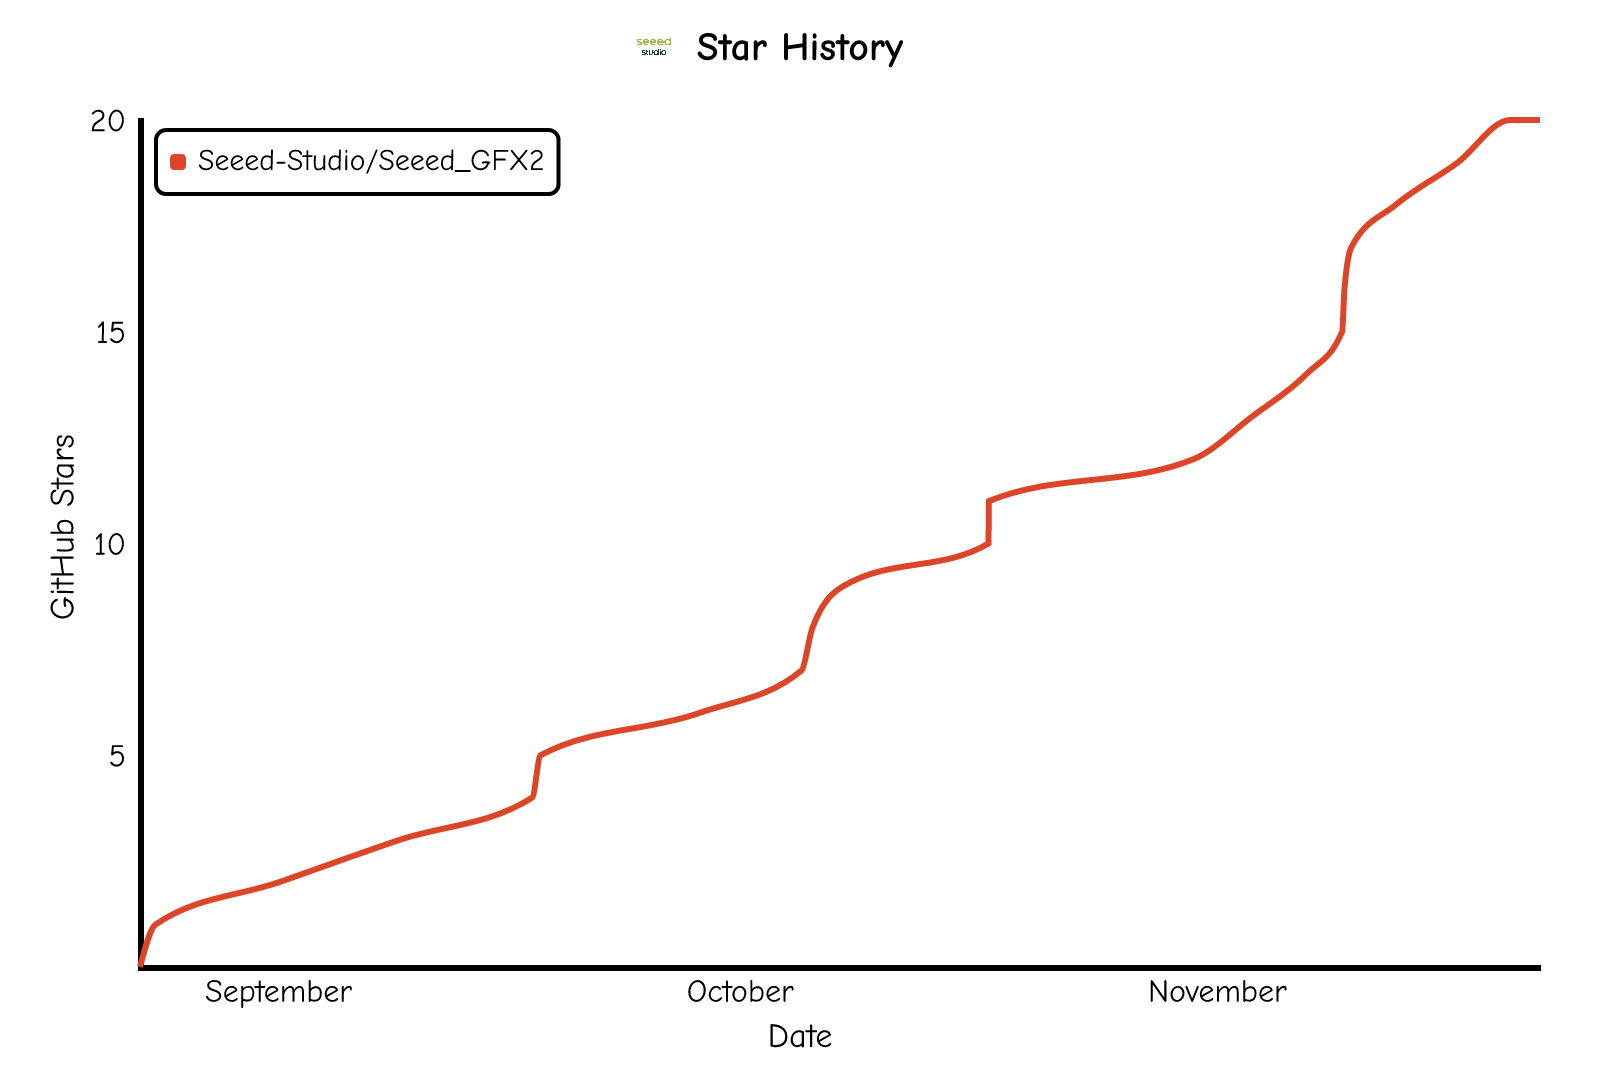 seeed
studio
Star History
20
Seeed-Studio/Seeed_GFX2
15
10
5
GitHub Stars
September
October
November
Date